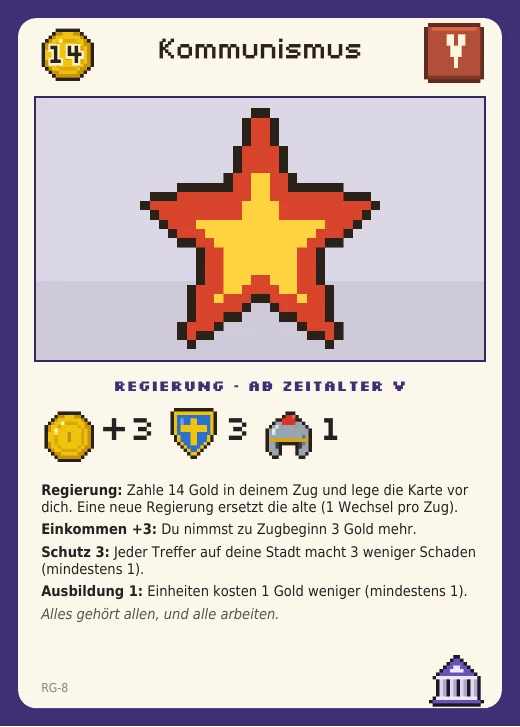 14
Kommunismus
V
REGIERUNG - AB ZEITALTER V
+3
3
1
Regierung: Zahle 14 Gold in deinem Zug und lege die Karte vor
dich. Eine neue Regierung ersetzt die alte (1 Wechsel pro Zug).
Einkommen +3: Du nimmst zu Zugbeginn 3 Gold mehr.
Schutz 3: Jeder Treffer auf deine Stadt macht 3 weniger Schaden
(mindestens 1).
Ausbildung 1: Einheiten kosten 1 Gold weniger (mindestens 1).
Alles gehört allen, und alle arbeiten.
RG-8